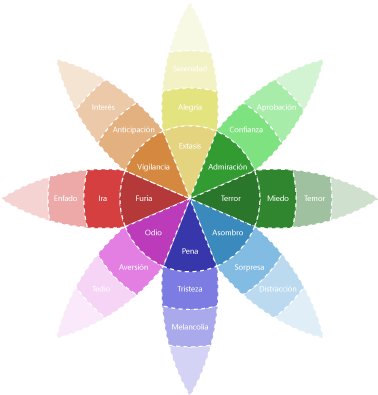 Serenidad
Alegría
Éxtasis
Interés
Anticipación
Vigilancia
Aprobación
Confianza
Admiración
Enfado
Ira
Furia
Terror
Miedo
Temor
Odio
Aversión
Tedio
Asombro
Sorpresa
Distracción
Pena
Tristeza
Melancolía